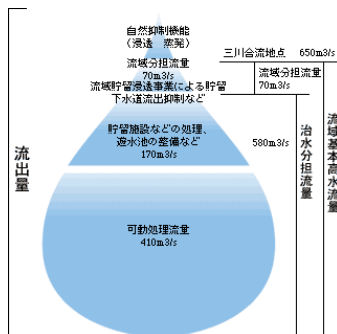 自然抑制機能
(浸透 蒸発)
三川合流地点 650m3/s
流域分担流量
70m3/s
流域分担流量
70m3/s
流域貯留浸透事業による貯留
下水道流出抑制など
貯留施設などの処理、
遊水池の整備など
170m3/s
580m3/s
治水分担流量
流域基本高水流量
流出量
可動処理流量
410m3/s